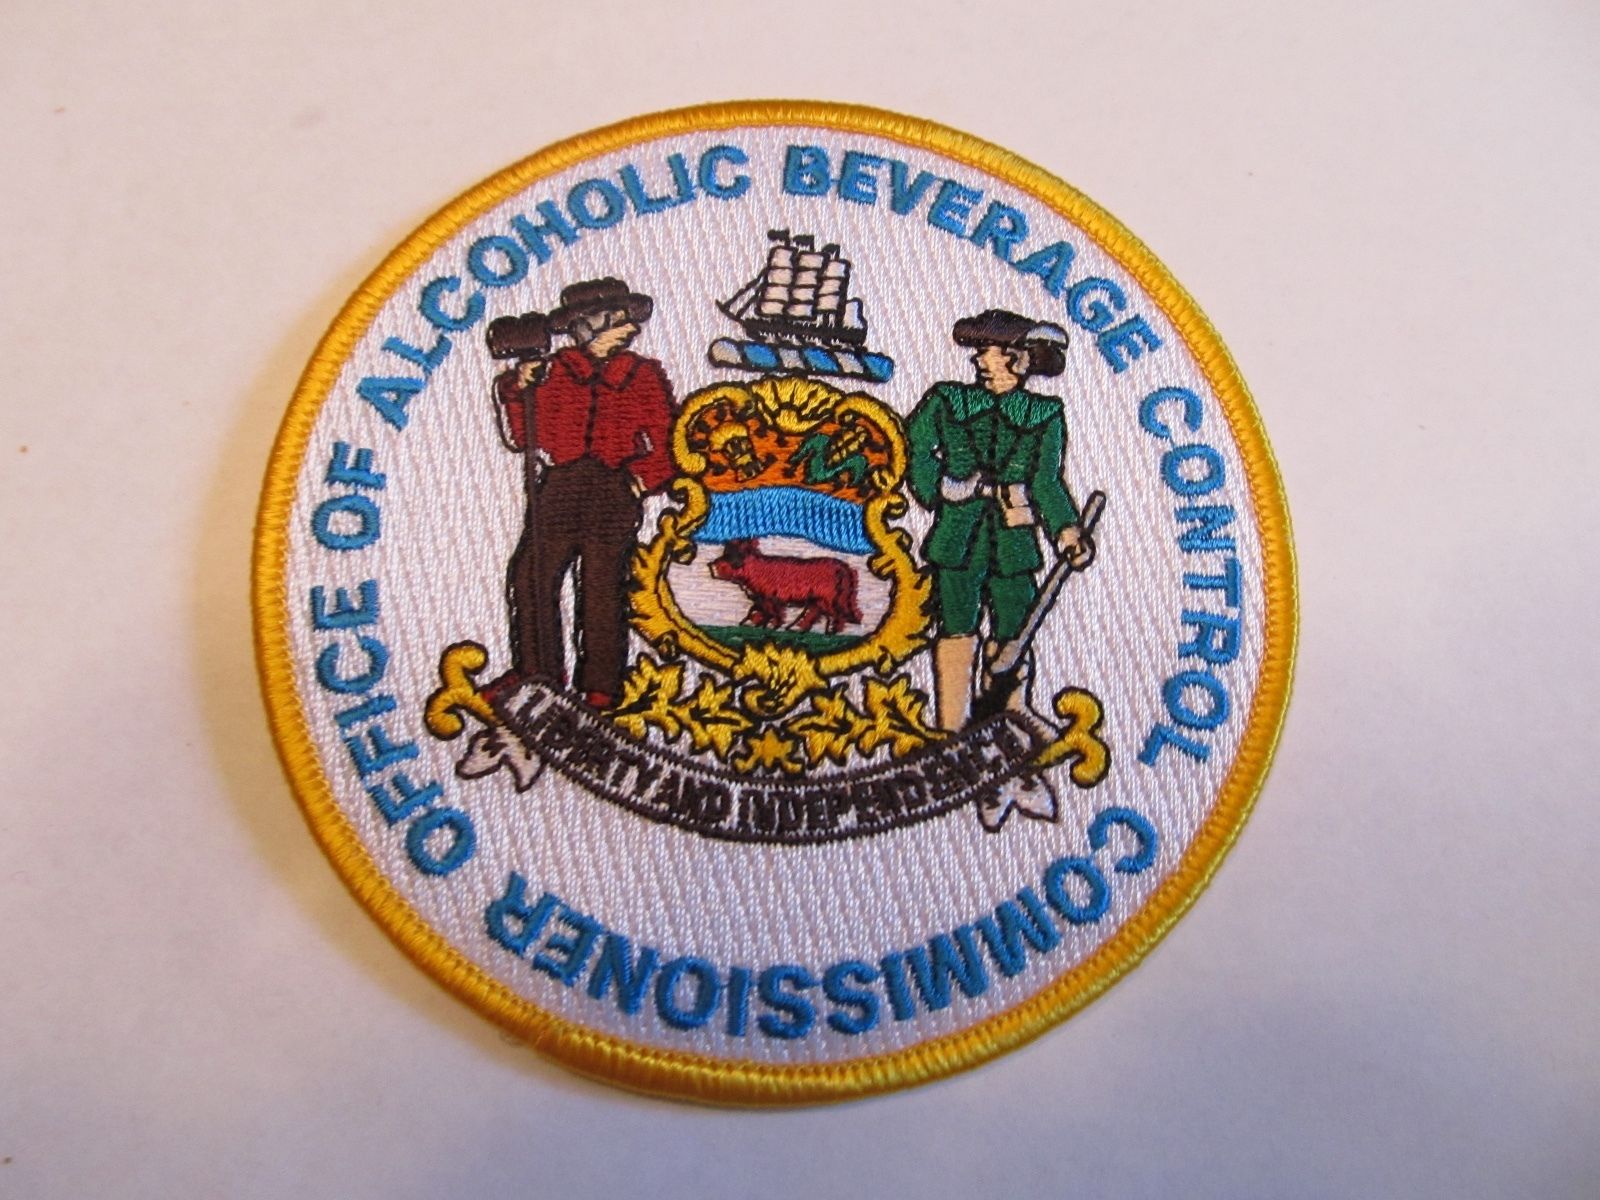 OFFICE OF ALCOHOLIC BEVERAGE CONTROL COMMISSIONER
LIBERTY AND INDEPENDENCE